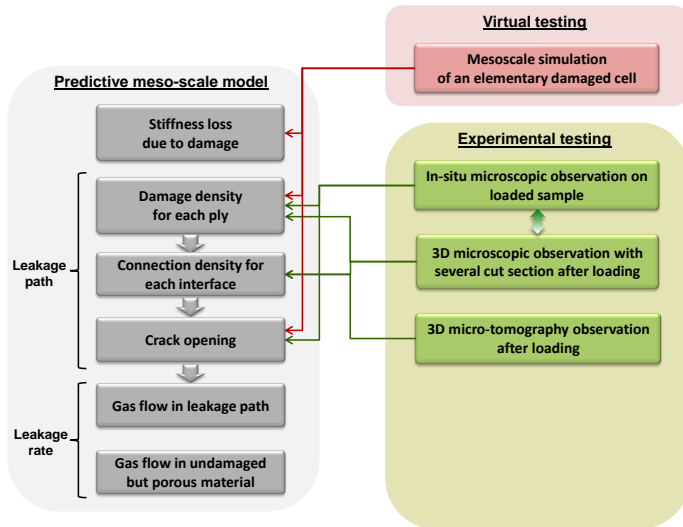 Virtual testing
Mesoscale simulation
of an elementary damaged cell
Predictive meso-scale model
Stiffness loss
due to damage
Damage density
for each ply
Connection density for
each interface
Crack opening
Gas flow in leakage path
Gas flow in undamaged
but porous material
Leakage
path
Leakage
rate
Experimental testing
In-situ microscopic observation on
loaded sample
3D microscopic observation with
several cut section after loading
3D micro-tomography observation
after loading